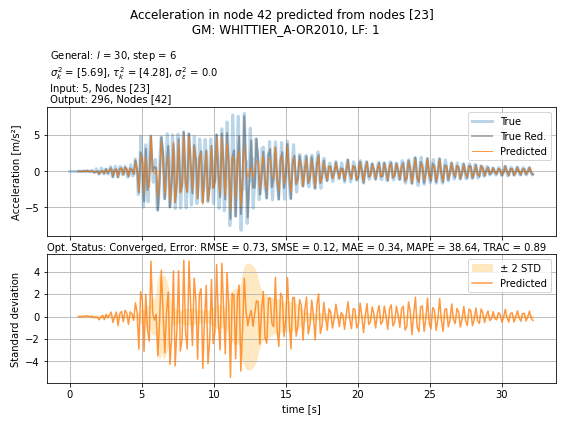 Acceleration in node 42 predicted from nodes [23]
GM: WHITTIER_A-OR2010, LF: 1
General: l = 30, step = 6
σ²ₖ = [5.69], τ²ₖ = [4.28], σ²ε = 0.0
Input: 5, Nodes [23]
Output: 296, Nodes [42]
Acceleration [m/s²]
5
0
−5
True
True Red.
Predicted
Opt. Status: Converged, Error: RMSE = 0.73, SMSE = 0.12, MAE = 0.34, MAPE = 38.64, TRAC = 0.89
Standard deviation
4
2
0
−2
−4
± 2 STD
Predicted
0 5 10 15 20 25 30
time [s]